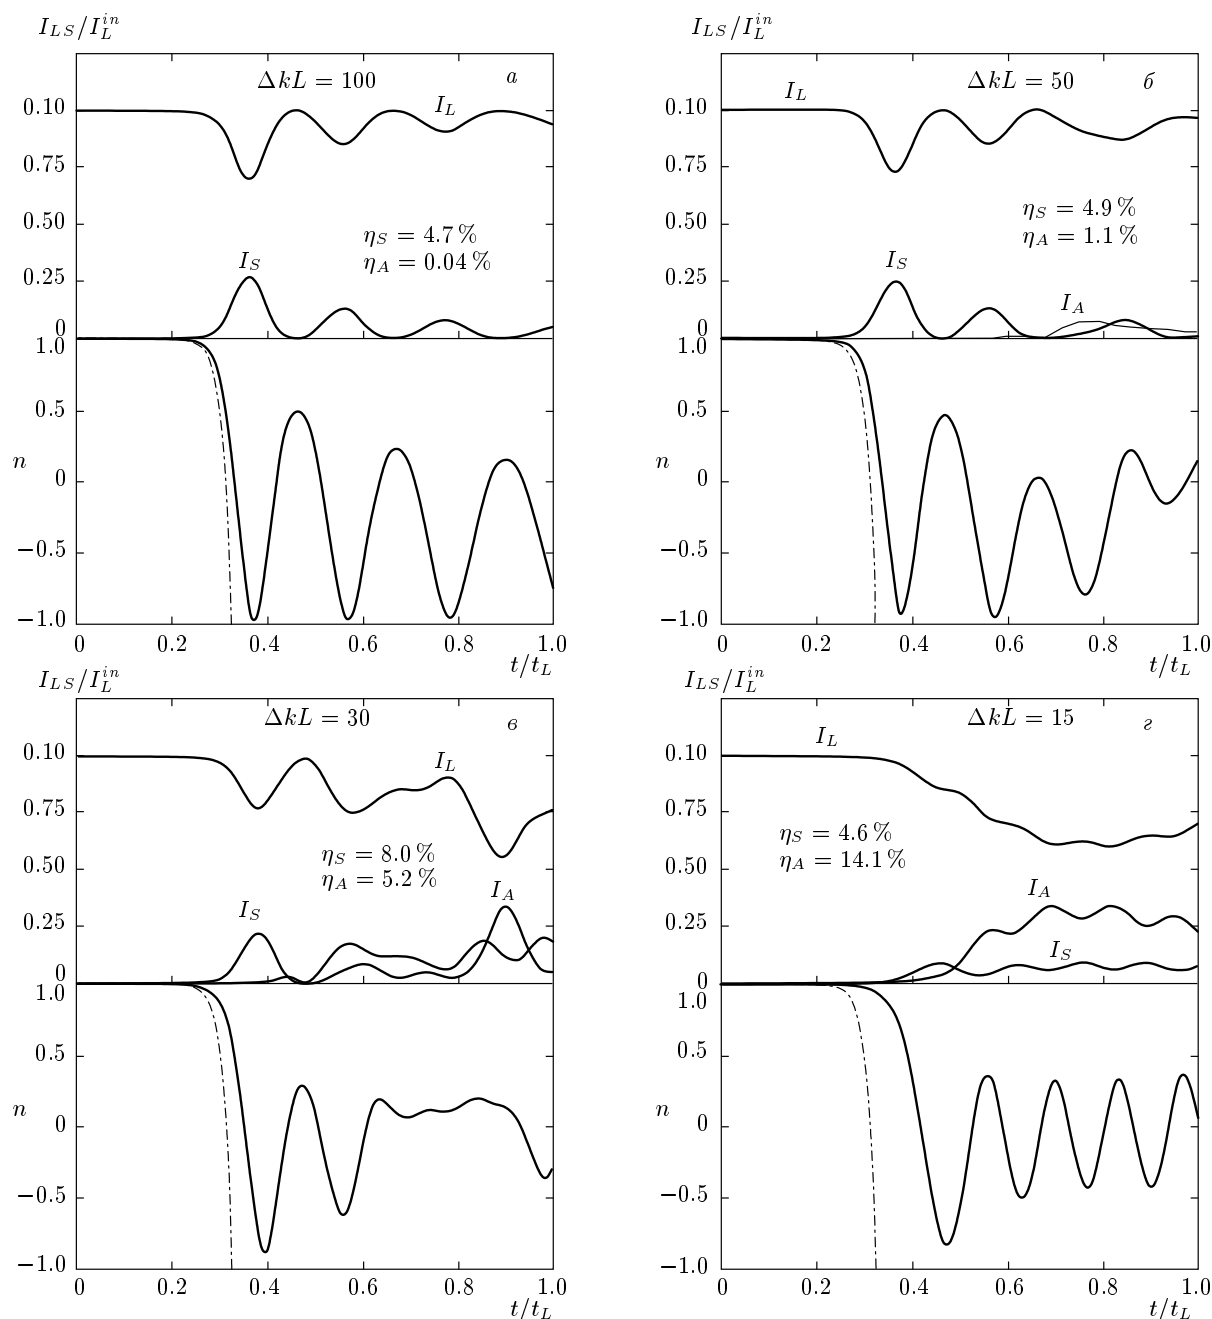 I_{LS}/I_L^{in}
ΔkL = 100
а
0.10
I_L
0.75
0.50
η_S = 4.7 %
η_A = 0.04 %
I_S
0.25
0
1.0
0.5
n
0
−0.5
−1.0
0 0.2 0.4 0.6 0.8 1.0
t/t_L
I_{LS}/I_L^{in}
ΔkL = 50
б
I_L
0.10
0.75
0.50
η_S = 4.9 %
η_A = 1.1 %
I_S
0.25
I_A
0
1.0
0.5
n
0
−0.5
−1.0
0 0.2 0.4 0.6 0.8 1.0
t/t_L
I_{LS}/I_L^{in}
ΔkL = 30
в
0.10
I_L
0.75
η_S = 8.0 %
0.50
η_A = 5.2 %
I_A
I_S
0.25
0
1.0
0.5
n
0
−0.5
−1.0
0 0.2 0.4 0.6 0.8 1.0
t/t_L
I_{LS}/I_L^{in}
ΔkL = 15
г
I_L
0.10
0.75
η_S = 4.6 %
η_A = 14.1 %
0.50
I_A
0.25
I_S
0
1.0
0.5
n
0
−0.5
−1.0
0 0.2 0.4 0.6 0.8 1.0
t/t_L